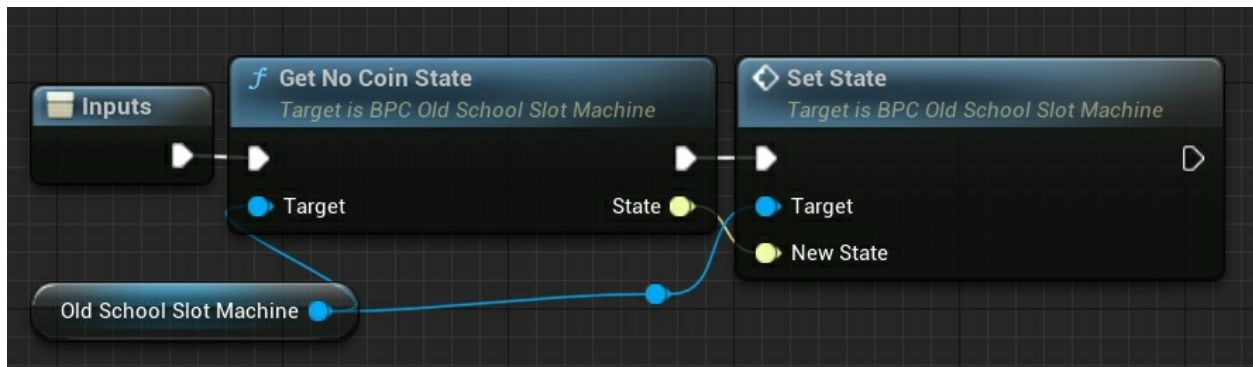 Inputs
Get No Coin State
Target is BPC Old School Slot Machine
Target
State
Set State
Target is BPC Old School Slot Machine
Target
New State
Old School Slot Machine